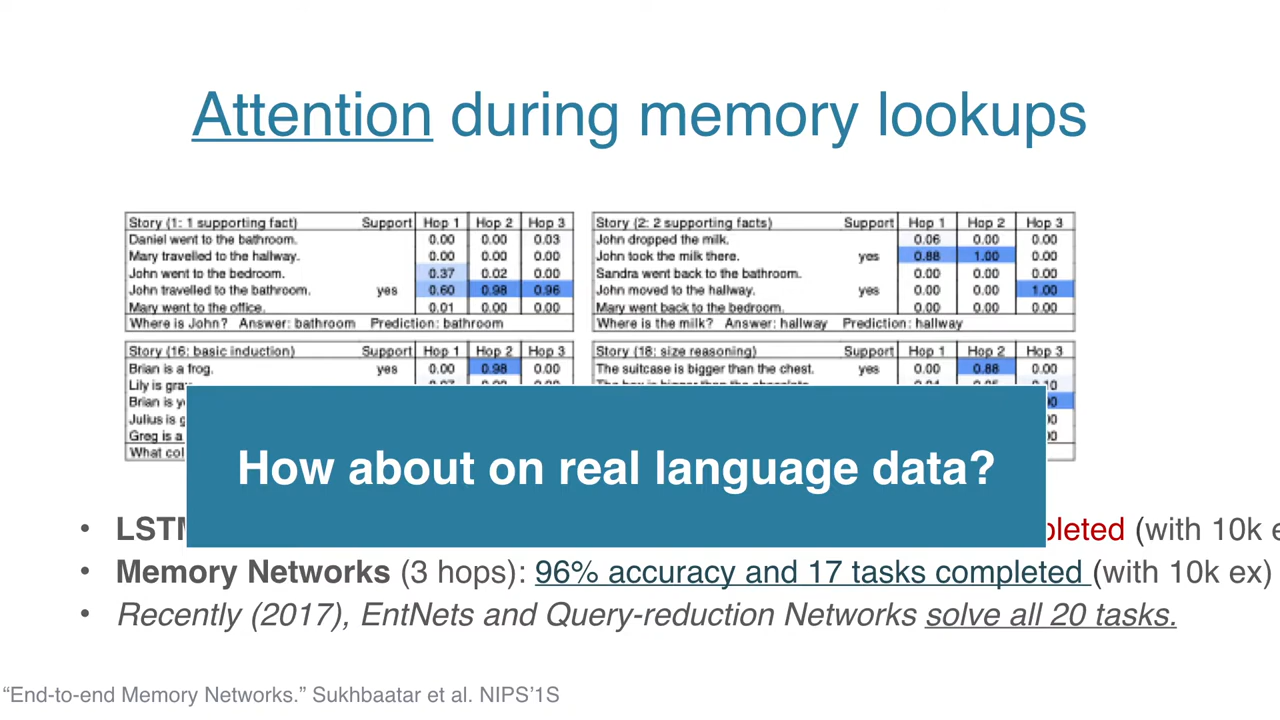 Attention during memory lookups
Story (1: 1 supporting fact) Support Hop 1 Hop 2 Hop 3
Daniel went to the bathroom. 0.00 0.00 0.03
Mary travelled to the hallway. 0.00 0.00 0.00
John went to the bedroom. 0.37 0.02 0.00
John travelled to the bathroom. yes 0.60 0.98 0.96
Mary went to the office. 0.01 0.00 0.00
Where is John? Answer: bathroom Prediction: bathroom
Story (2: 2 supporting facts) Support Hop 1 Hop 2 Hop 3
John dropped the milk. 0.06 0.00 0.00
John took the milk there. yes 0.88 1.00 0.00
Sandra went back to the bathroom. 0.00 0.00 0.00
John moved to the hallway. yes 0.00 0.00 1.00
Mary went back to the bedroom. 0.00 0.00 0.00
Where is the milk? Answer: hallway Prediction: hallway
Story (16: basic induction) Support Hop 1 Hop 2 Hop 3
Brian is a frog. yes 0.00 0.98 0.00
Lily is
Brian is
Julius is
Greg is a
What
Story (18: size reasoning) Support Hop 1 Hop 2 Hop 3
The suitcase is bigger than the chest. yes 0.00 0.88 0.00
How about on real language data?
• (with 10k
• Memory Networks (3 hops): 96% accuracy and 17 tasks completed (with 10k ex)
• Recently (2017), EntNets and Query-reduction Networks solve all 20 tasks.
“End-to-end Memory Networks.” Sukhbaatar et al. NIPS’1S